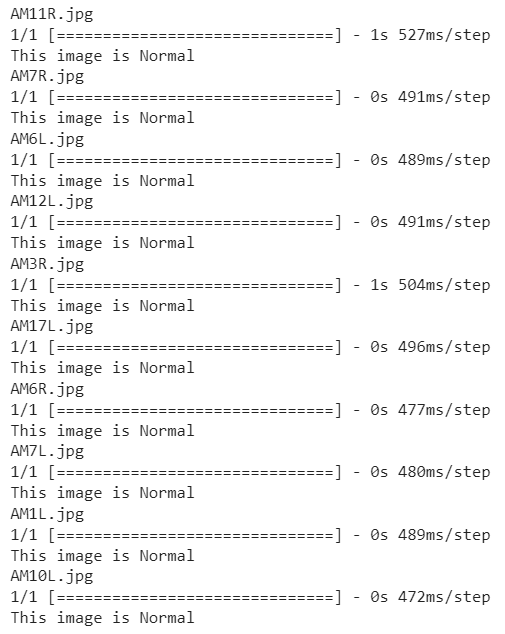 AM11R.jpg
1/1 [==============================] - 1s 527ms/step
This image is Normal
AM7R.jpg
1/1 [==============================] - 0s 491ms/step
This image is Normal
AM6L.jpg
1/1 [==============================] - 0s 489ms/step
This image is Normal
AM12L.jpg
1/1 [==============================] - 0s 491ms/step
This image is Normal
AM3R.jpg
1/1 [==============================] - 1s 504ms/step
This image is Normal
AM17L.jpg
1/1 [==============================] - 0s 496ms/step
This image is Normal
AM6R.jpg
1/1 [==============================] - 0s 477ms/step
This image is Normal
AM7L.jpg
1/1 [==============================] - 0s 480ms/step
This image is Normal
AM1L.jpg
1/1 [==============================] - 0s 489ms/step
This image is Normal
AM10L.jpg
1/1 [==============================] - 0s 472ms/step
This image is Normal